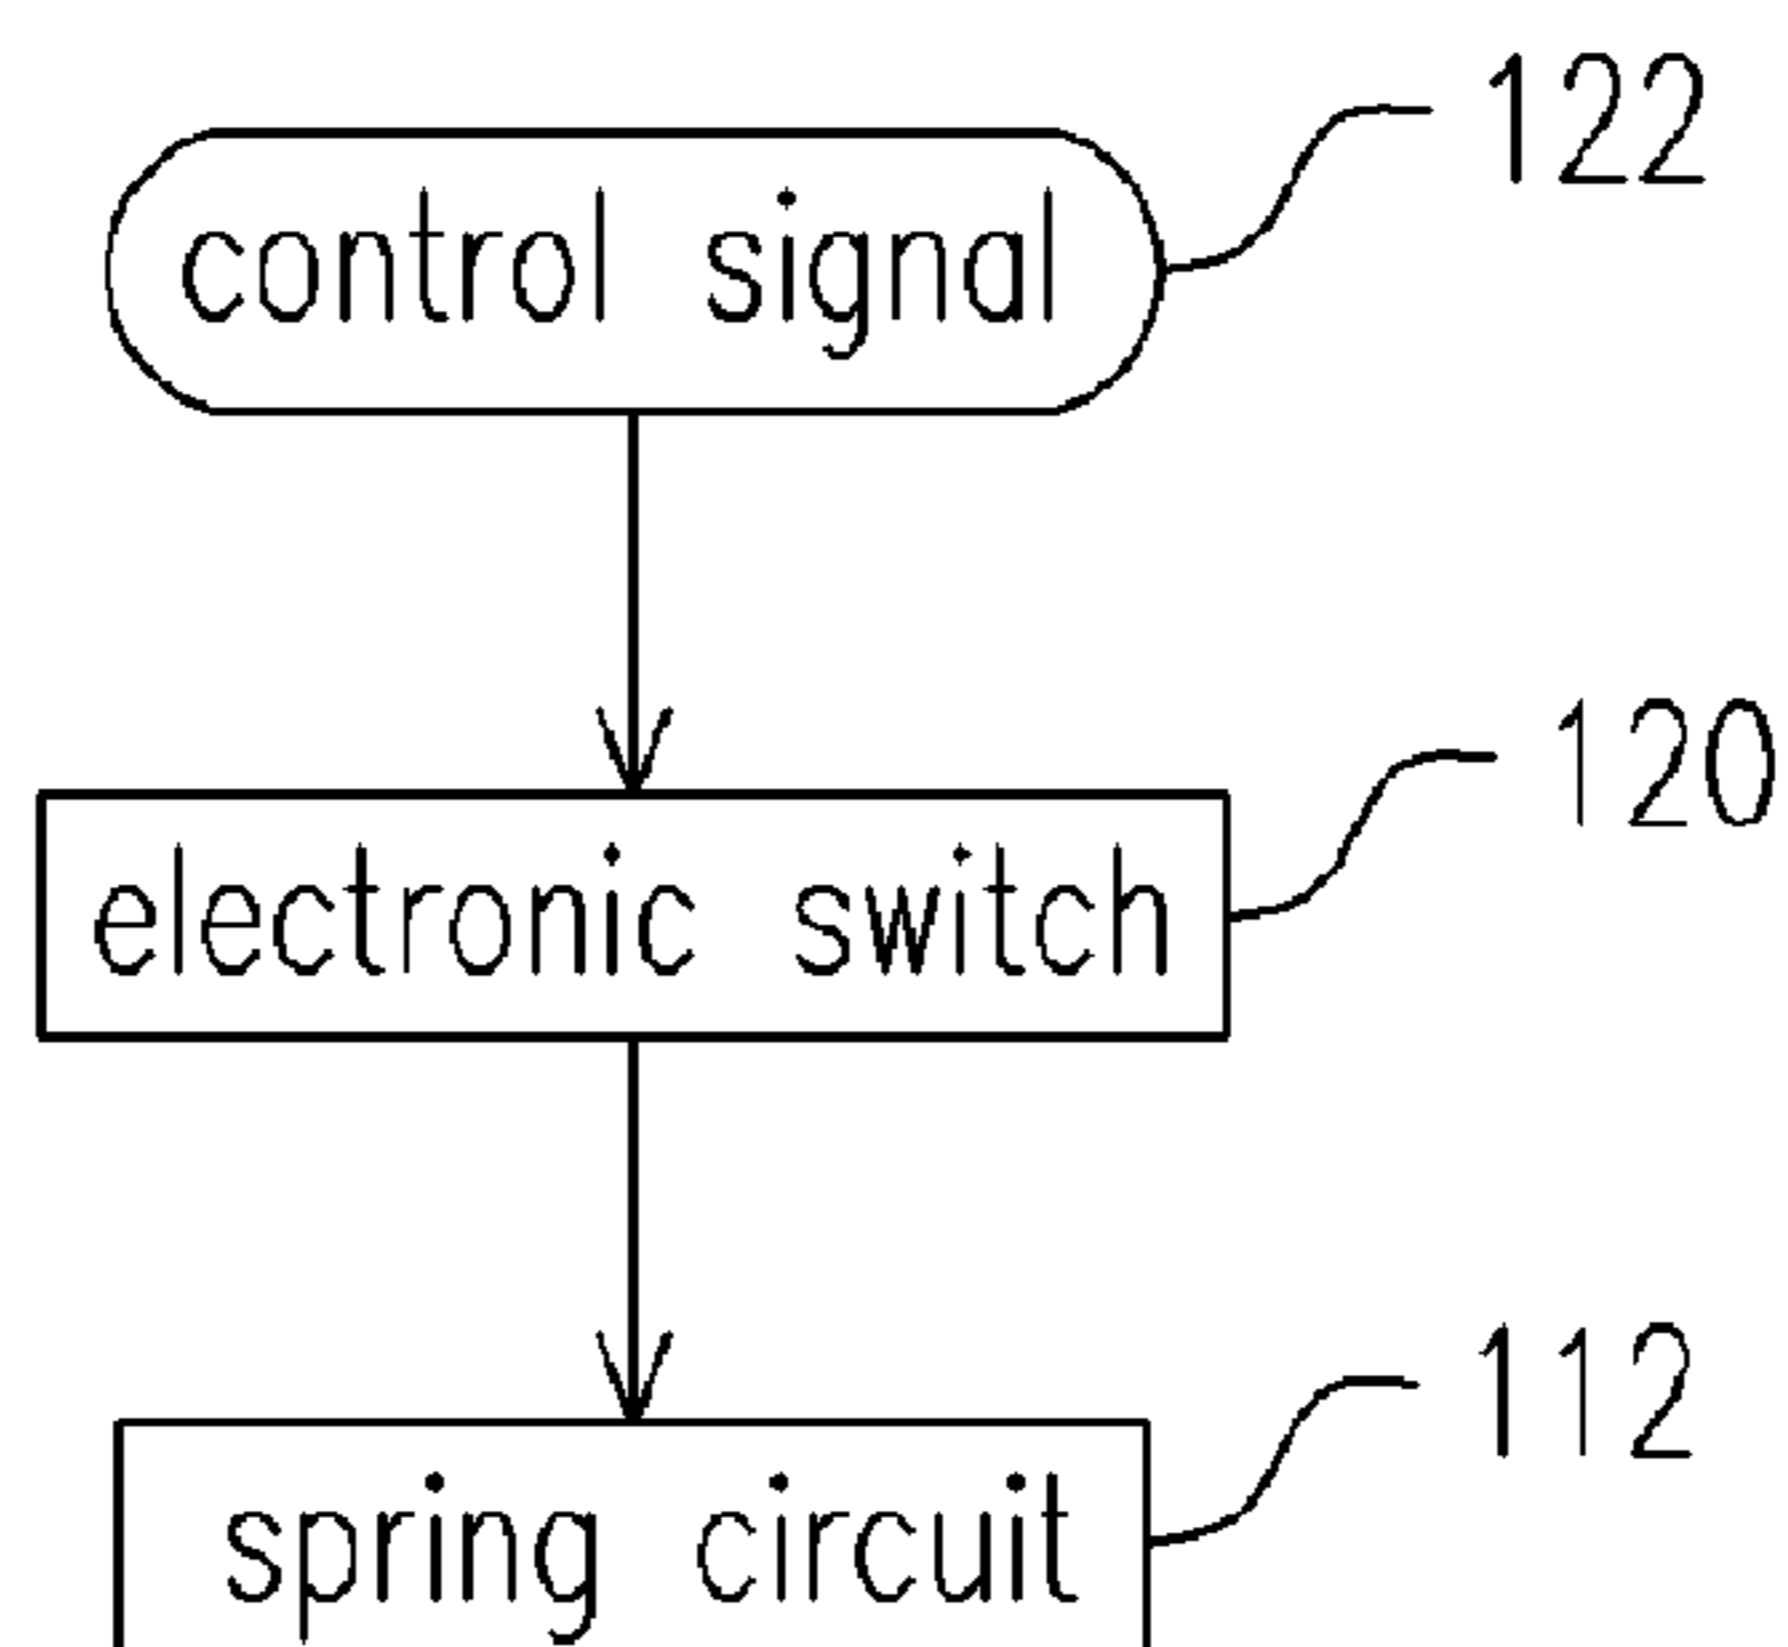 122
control signal
120
electronic switch
112
spring circuit